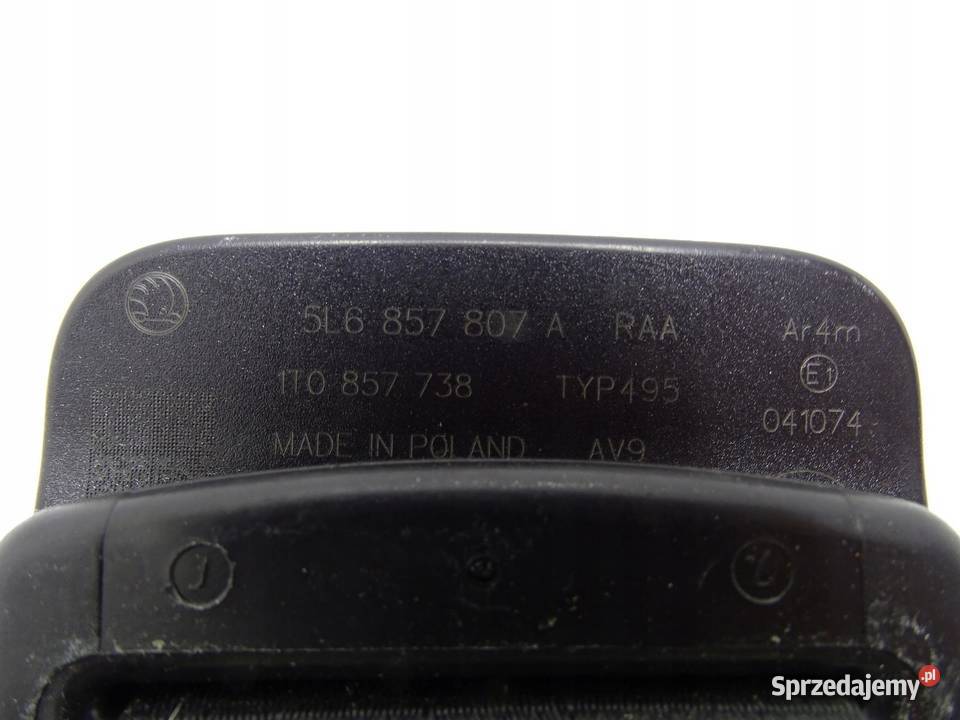 5L6 857 807 A RAA
Ar4m
1T0 857 738 TYP495
E1
041074
MADE IN POLAND AV9
Sprzedajemy.pl